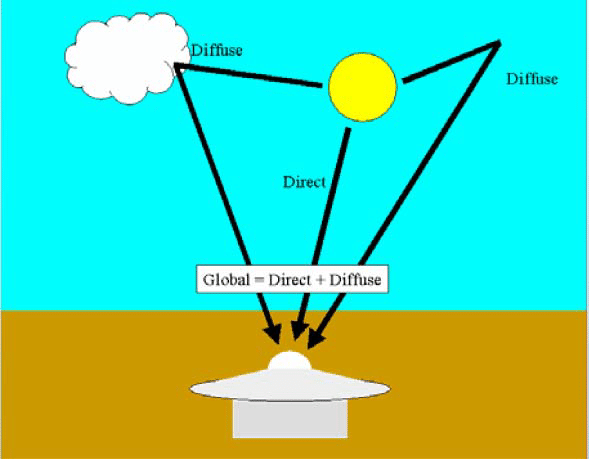 Diffuse
Diffuse
Direct
Global = Direct + Diffuse